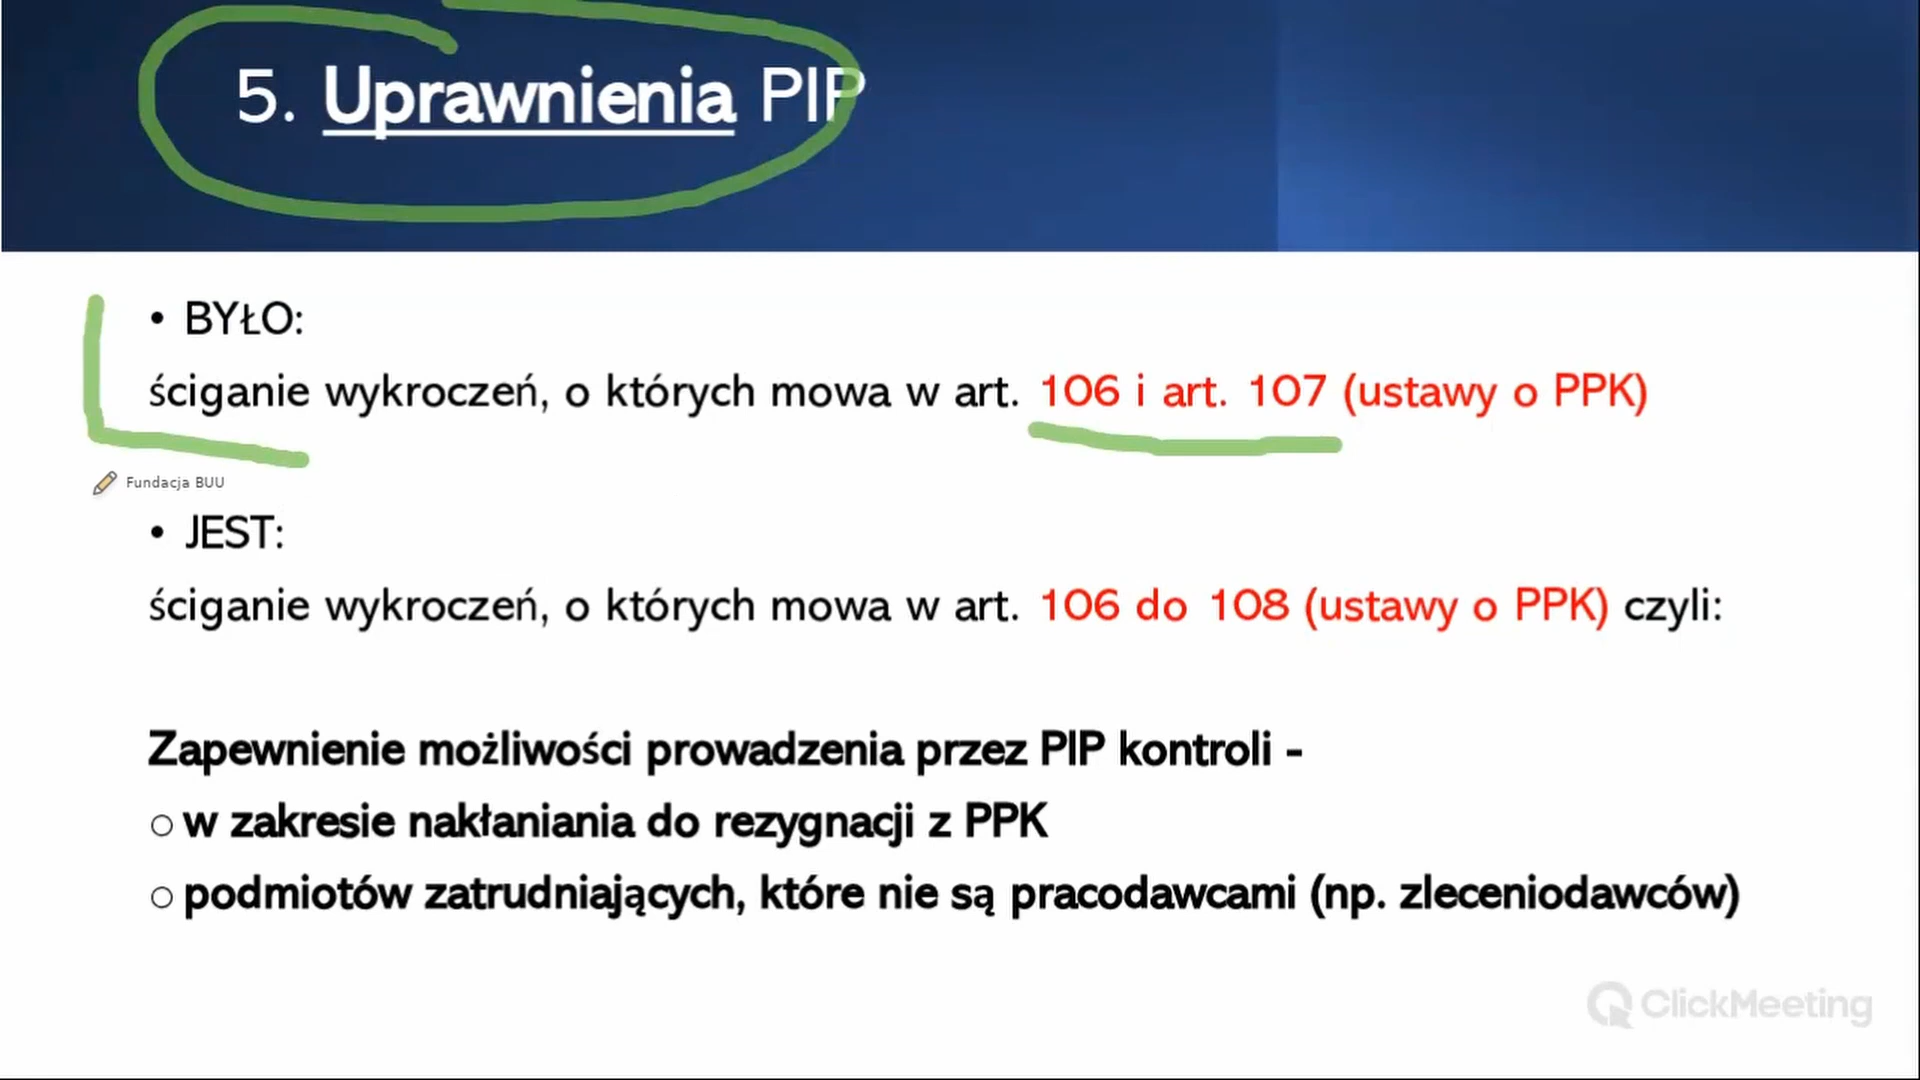 5. Uprawnienia PIP
• BYŁO:
ściganie wykroczeń, o których mowa w art. 106 i art. 107 (ustawy o PPK)
Fundacja BUU
• JEST:
ściganie wykroczeń, o których mowa w art. 106 do 108 (ustawy o PPK) czyli:
Zapewnienie możliwości prowadzenia przez PIP kontroli -
○ w zakresie nakłaniania do rezygnacji z PPK
○ podmiotów zatrudniających, które nie są pracodawcami (np. zleceniodawców)
ClickMeeting